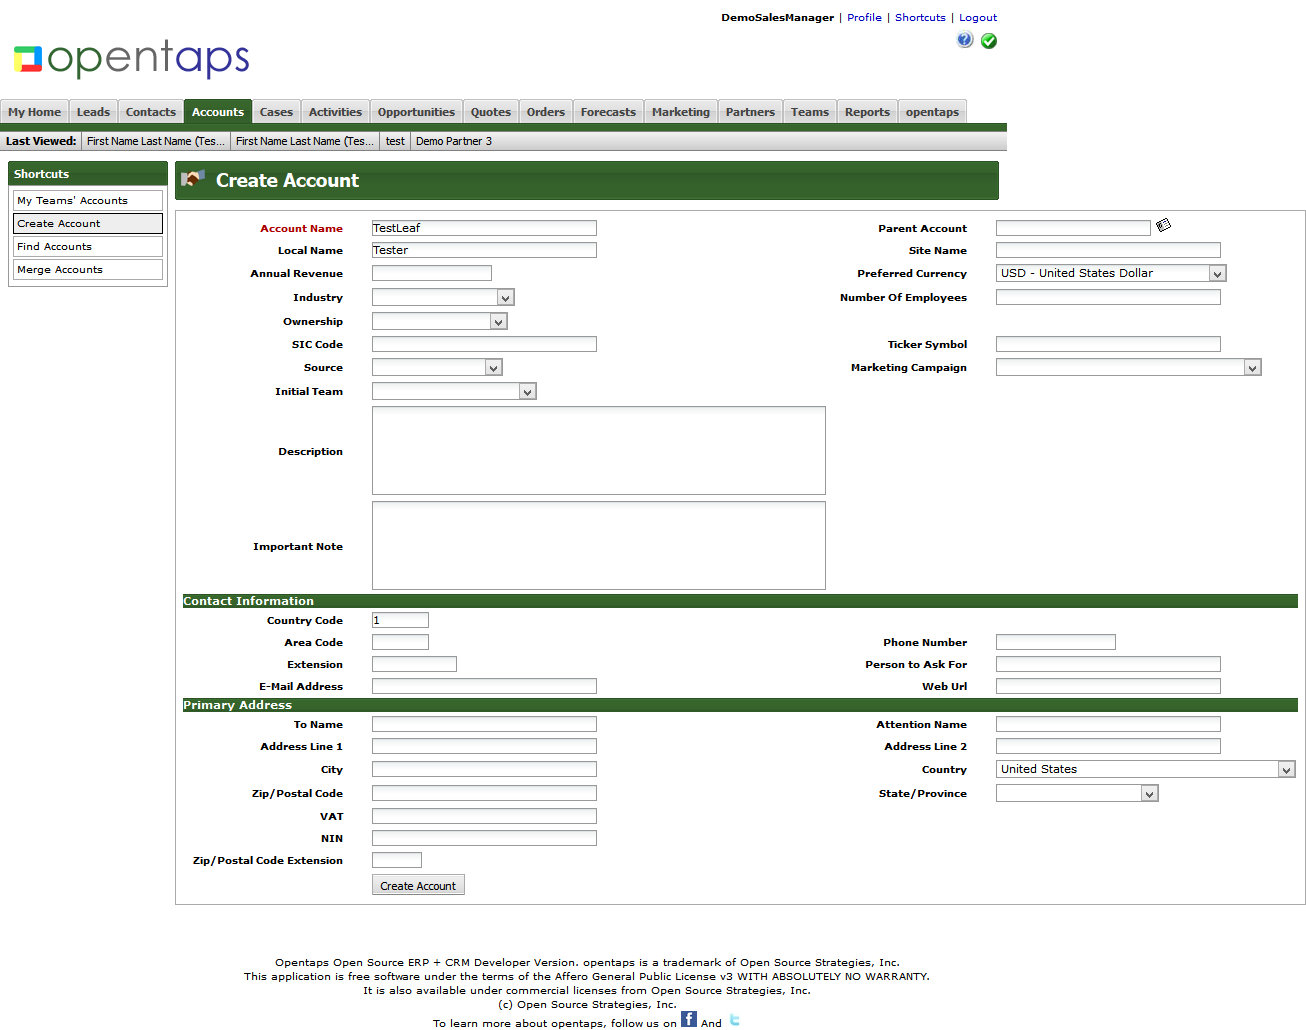 DemoSalesManager | Profile | Shortcuts | Logout
opentaps
My Home Leads Contacts Accounts Cases Activities Opportunities Quotes Orders Forecasts Marketing Partners Teams Reports opentaps
Last Viewed: First Name Last Name (Tes... First Name Last Name (Tes... test Demo Partner 3
Shortcuts
My Teams' Accounts
Create Account
Find Accounts
Merge Accounts
Create Account
Account Name TestLeaf Parent Account
Local Name Tester Site Name
Annual Revenue Preferred Currency USD - United States Dollar
Industry Number Of Employees
Ownership
SIC Code Ticker Symbol
Source Marketing Campaign
Initial Team
Description
Important Note
Contact Information
Country Code 1
Area Code Phone Number
Extension Person to Ask For
E-Mail Address Web Url
Primary Address
To Name Attention Name
Address Line 1 Address Line 2
City Country United States
Zip/Postal Code State/Province
VAT
NIN
Zip/Postal Code Extension
Create Account
Opentaps Open Source ERP + CRM Developer Version. opentaps is a trademark of Open Source Strategies, Inc.
This application is free software under the terms of the Affero General Public License v3 WITH ABSOLUTELY NO WARRANTY.
It is also available under commercial licenses from Open Source Strategies, Inc.
(c) Open Source Strategies, Inc.
To learn more about opentaps, follow us on f And t